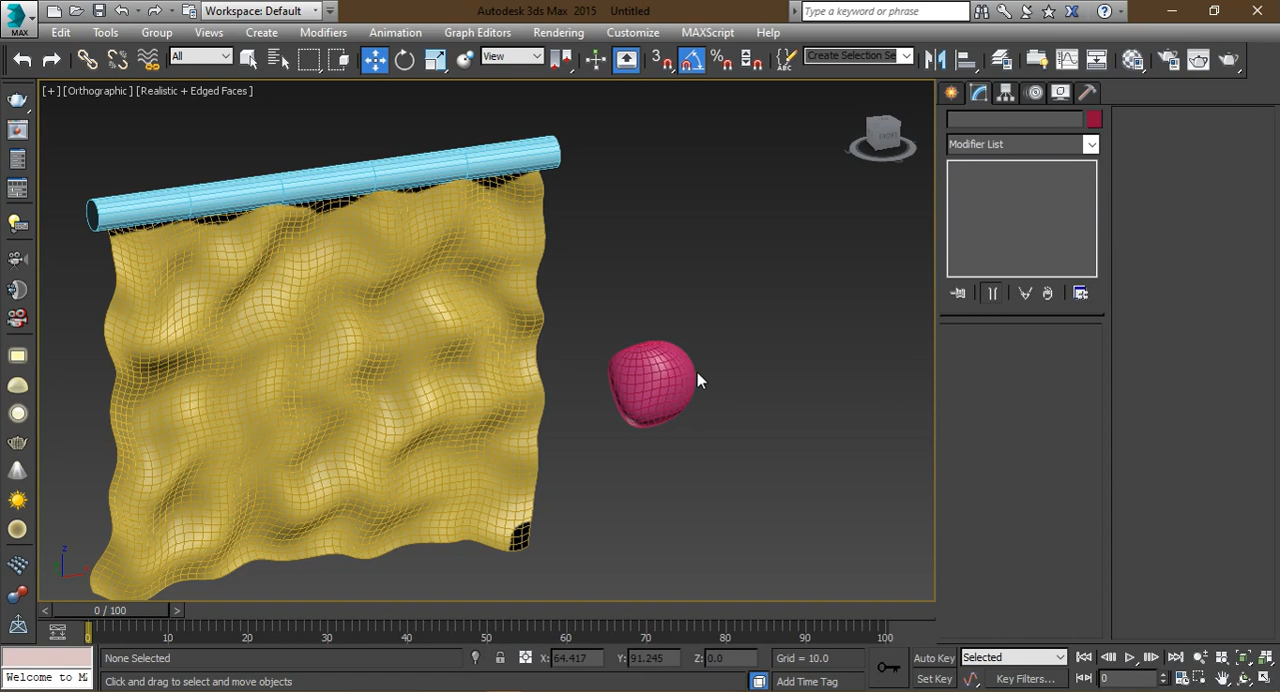 Workspace: Default
Autodesk 3ds Max 2015
Untitled
Type a keyword or phrase
MAX
Edit
Tools
Group
Views
Create
Modifiers
Animation
Graph Editors
Rendering
Customize
MAXScript
Help
All
View
3
Create Selection Se
[+] [Orthographic] [Realistic + Edged Faces]
FRONT
Modifier List
z
0 / 100
0 10 20 30 40 50 60 70 80 90 100
None Selected
X: 64.417
Y: 91.245
Z: 0.0
Grid = 10.0
Auto Key
Selected
Welcome to M
Click and drag to select and move objects
Add Time Tag
Set Key
Key Filters...
0